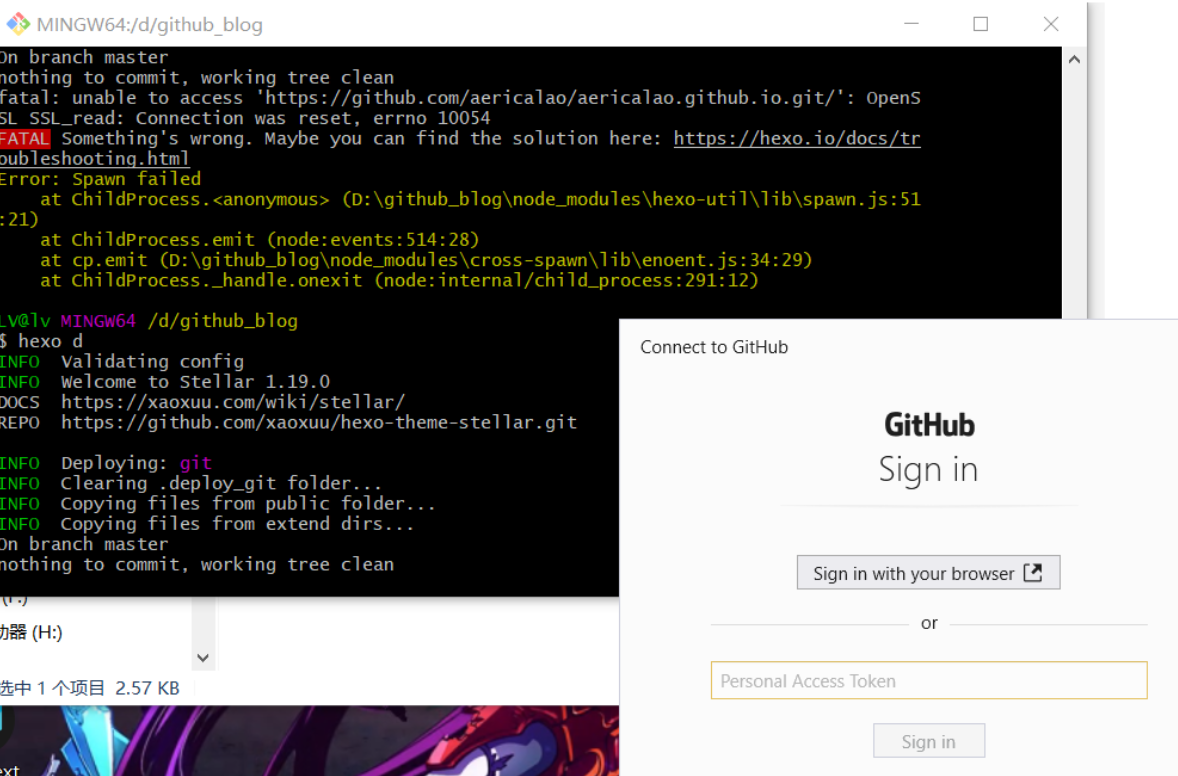 MINGW64:/d/github_blog
On branch master
nothing to commit, working tree clean
fatal: unable to access 'https://github.com/aericalao/aericalao.github.io.git/': OpenS
SL SSL_read: Connection was reset, errno 10054
FATAL Something's wrong. Maybe you can find the solution here: https://hexo.io/docs/tr
oubleshooting.html
Error: Spawn failed
at ChildProcess.<anonymous> (D:\github_blog\node_modules\hexo-util\lib\spawn.js:51
:21)
at ChildProcess.emit (node:events:514:28)
at cp.emit (D:\github_blog\node_modules\cross-spawn\lib\enoent.js:34:29)
at ChildProcess._handle.onexit (node:internal/child_process:291:12)
LV@lv MINGW64 /d/github_blog
$ hexo d
INFO Validating config
INFO Welcome to Stellar 1.19.0
DOCS https://xaoxuu.com/wiki/stellar/
REPO https://github.com/xaoxuu/hexo-theme-stellar.git
INFO Deploying: git
INFO Clearing .deploy_git folder...
INFO Copying files from public folder...
INFO Copying files from extend dirs...
On branch master
nothing to commit, working tree clean
Connect to GitHub
GitHub
Sign in
Sign in with your browser
or
Personal Access Token
Sign in
动器 (H:)
选中 1 个项目 2.57 KB